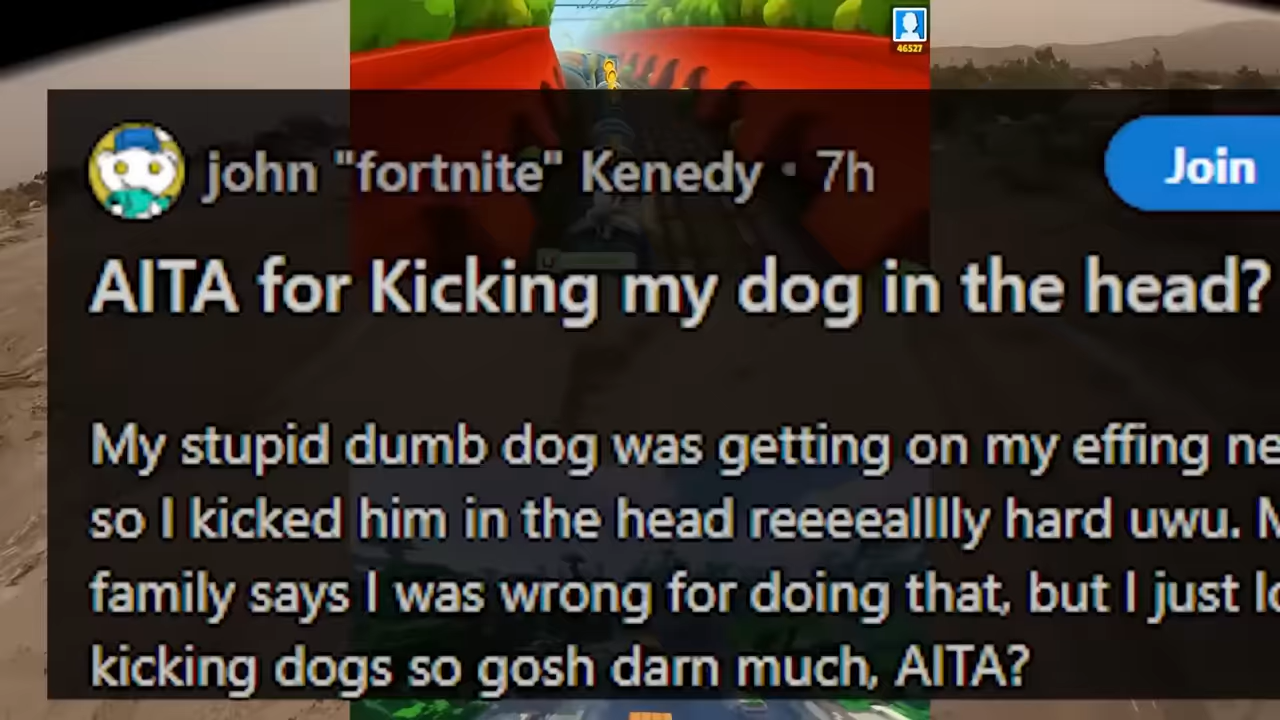 46527
john "fortnite" Kenedy • 7h
Join
AITA for Kicking my dog in the head?
My stupid dumb dog was getting on my effing
so I kicked him in the head reeeealllly hard uwu.
family says I was wrong for doing that, but I just
kicking dogs so gosh darn much, AITA?